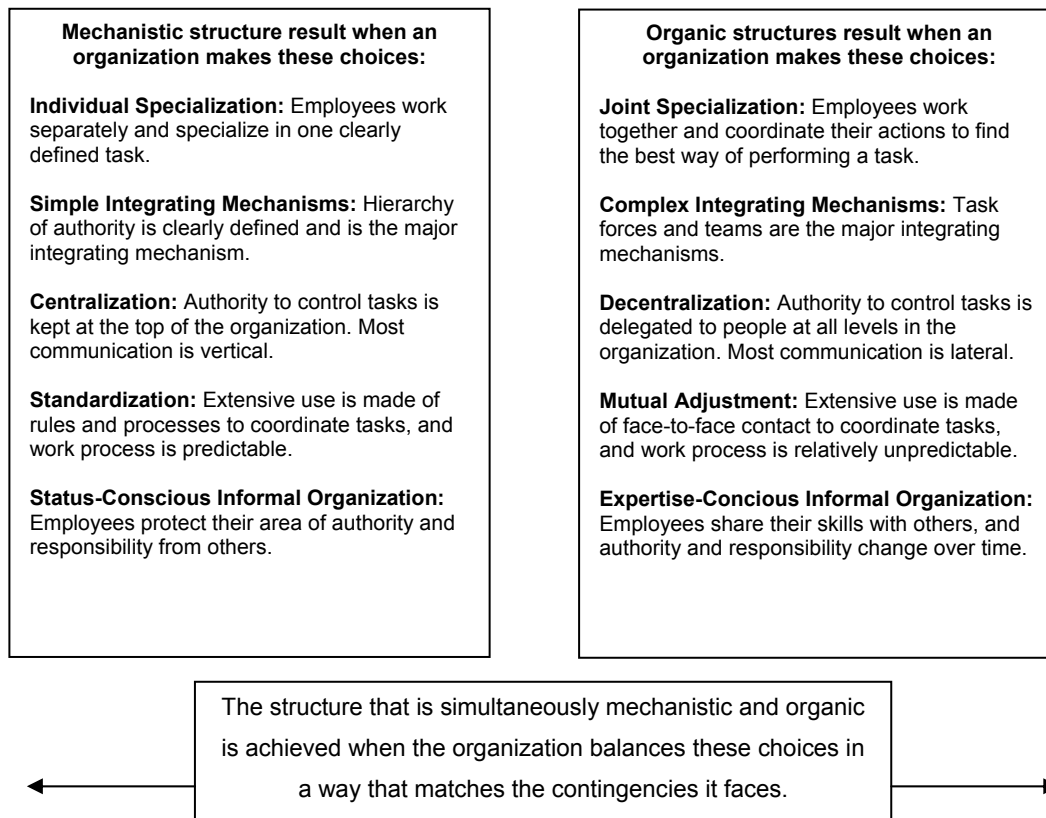 Mechanistic structure result when an
organization makes these choices:
Individual Specialization: Employees work
separately and specialize in one clearly
defined task.
Simple Integrating Mechanisms: Hierarchy
of authority is clearly defined and is the major
integrating mechanism.
Centralization: Authority to control tasks is
kept at the top of the organization. Most
communication is vertical.
Standardization: Extensive use is made of
rules and processes to coordinate tasks, and
work process is predictable.
Status-Conscious Informal Organization:
Employees protect their area of authority and
responsibility from others.
Organic structures result when an
organization makes these choices:
Joint Specialization: Employees work
together and coordinate their actions to find
the best way of performing a task.
Complex Integrating Mechanisms: Task
forces and teams are the major integrating
mechanisms.
Decentralization: Authority to control tasks is
delegated to people at all levels in the
organization. Most communication is lateral.
Mutual Adjustment: Extensive use is made
of face-to-face contact to coordinate tasks,
and work process is relatively unpredictable.
Expertise-Concious Informal Organization:
Employees share their skills with others, and
authority and responsibility change over time.
The structure that is simultaneously mechanistic and organic
is achieved when the organization balances these choices in
a way that matches the contingencies it faces.